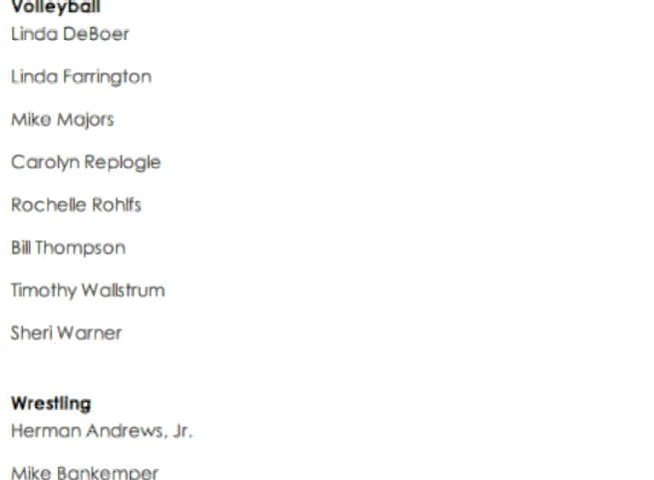 Volleyball
Linda DeBoer
Linda Farrington
Mike Majors
Carolyn Replogle
Rochelle Rohlfs
Bill Thompson
Timothy Wallstrum
Sheri Warner
Wrestling
Herman Andrews, Jr.
Mike Bankemper